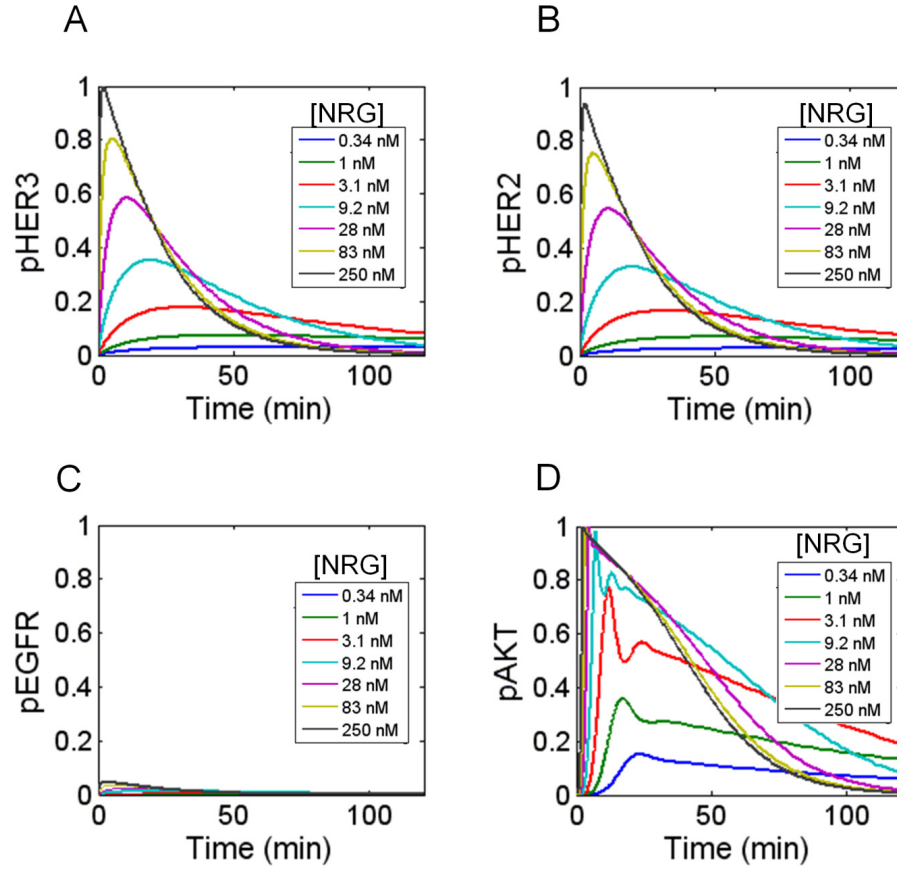 A
pHER3
1
0.8
0.6
0.4
0.2
0
0 50 100
Time (min)
[NRG]
0.34 nM
1 nM
3.1 nM
9.2 nM
28 nM
83 nM
250 nM
B
pHER2
1
0.8
0.6
0.4
0.2
0
0 50 100
Time (min)
[NRG]
0.34 nM
1 nM
3.1 nM
9.2 nM
28 nM
83 nM
250 nM
C
pEGFR
1
0.8
0.6
0.4
0.2
0
0 50 100
Time (min)
[NRG]
0.34 nM
1 nM
3.1 nM
9.2 nM
28 nM
83 nM
250 nM
D
pAKT
1
0.8
0.6
0.4
0.2
0
0 50 100
Time (min)
[NRG]
0.34 nM
1 nM
3.1 nM
9.2 nM
28 nM
83 nM
250 nM